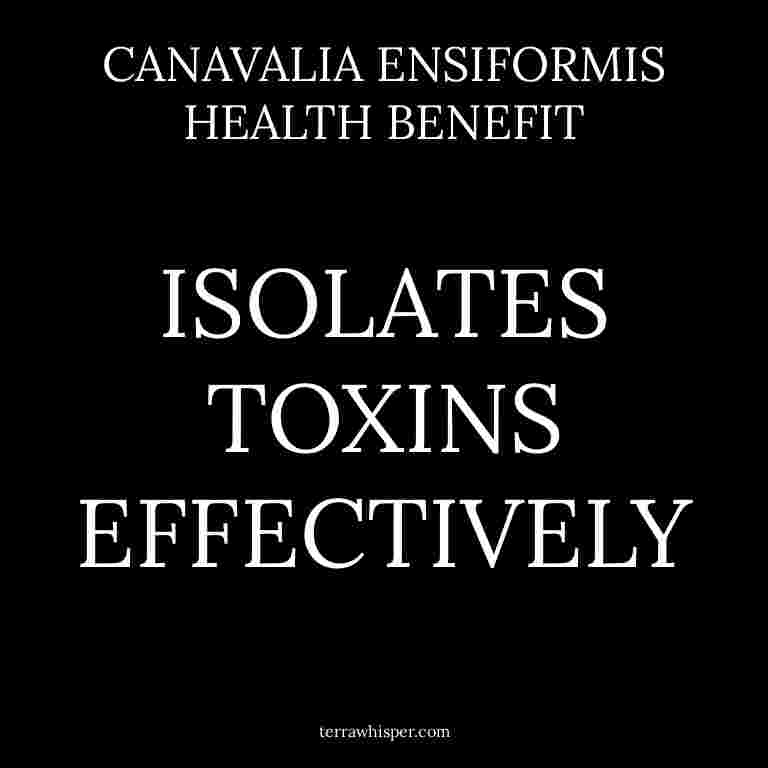 CANAVALIA ENSIFORMIS
HEALTH BENEFIT
ISOLATES
TOXINS
EFFECTIVELY
terrawhisper.com